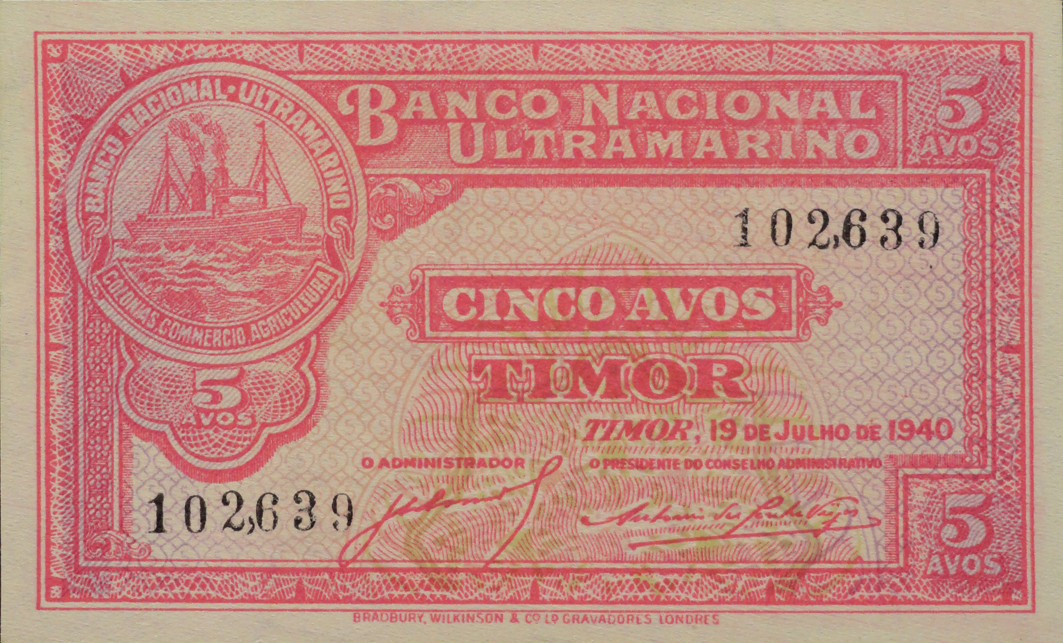 BANCO NACIONAL
ULTRAMARINO
5
AVOS
BANCO NACIONAL-ULTRAMARINO
COLONIAS, COMMERCIO, AGRICULTURA
102,639
CINCO AVOS
TIMOR
TIMOR, 19 DE JULHO DE 1940
5
AVOS
O ADMINISTRADOR
O PRESIDENTE DO CONSELHO ADMINISTRATIVO
102,639
5
AVOS
BRADBURY, WILKINSON & Cº Lº GRAVADORES LONDRES